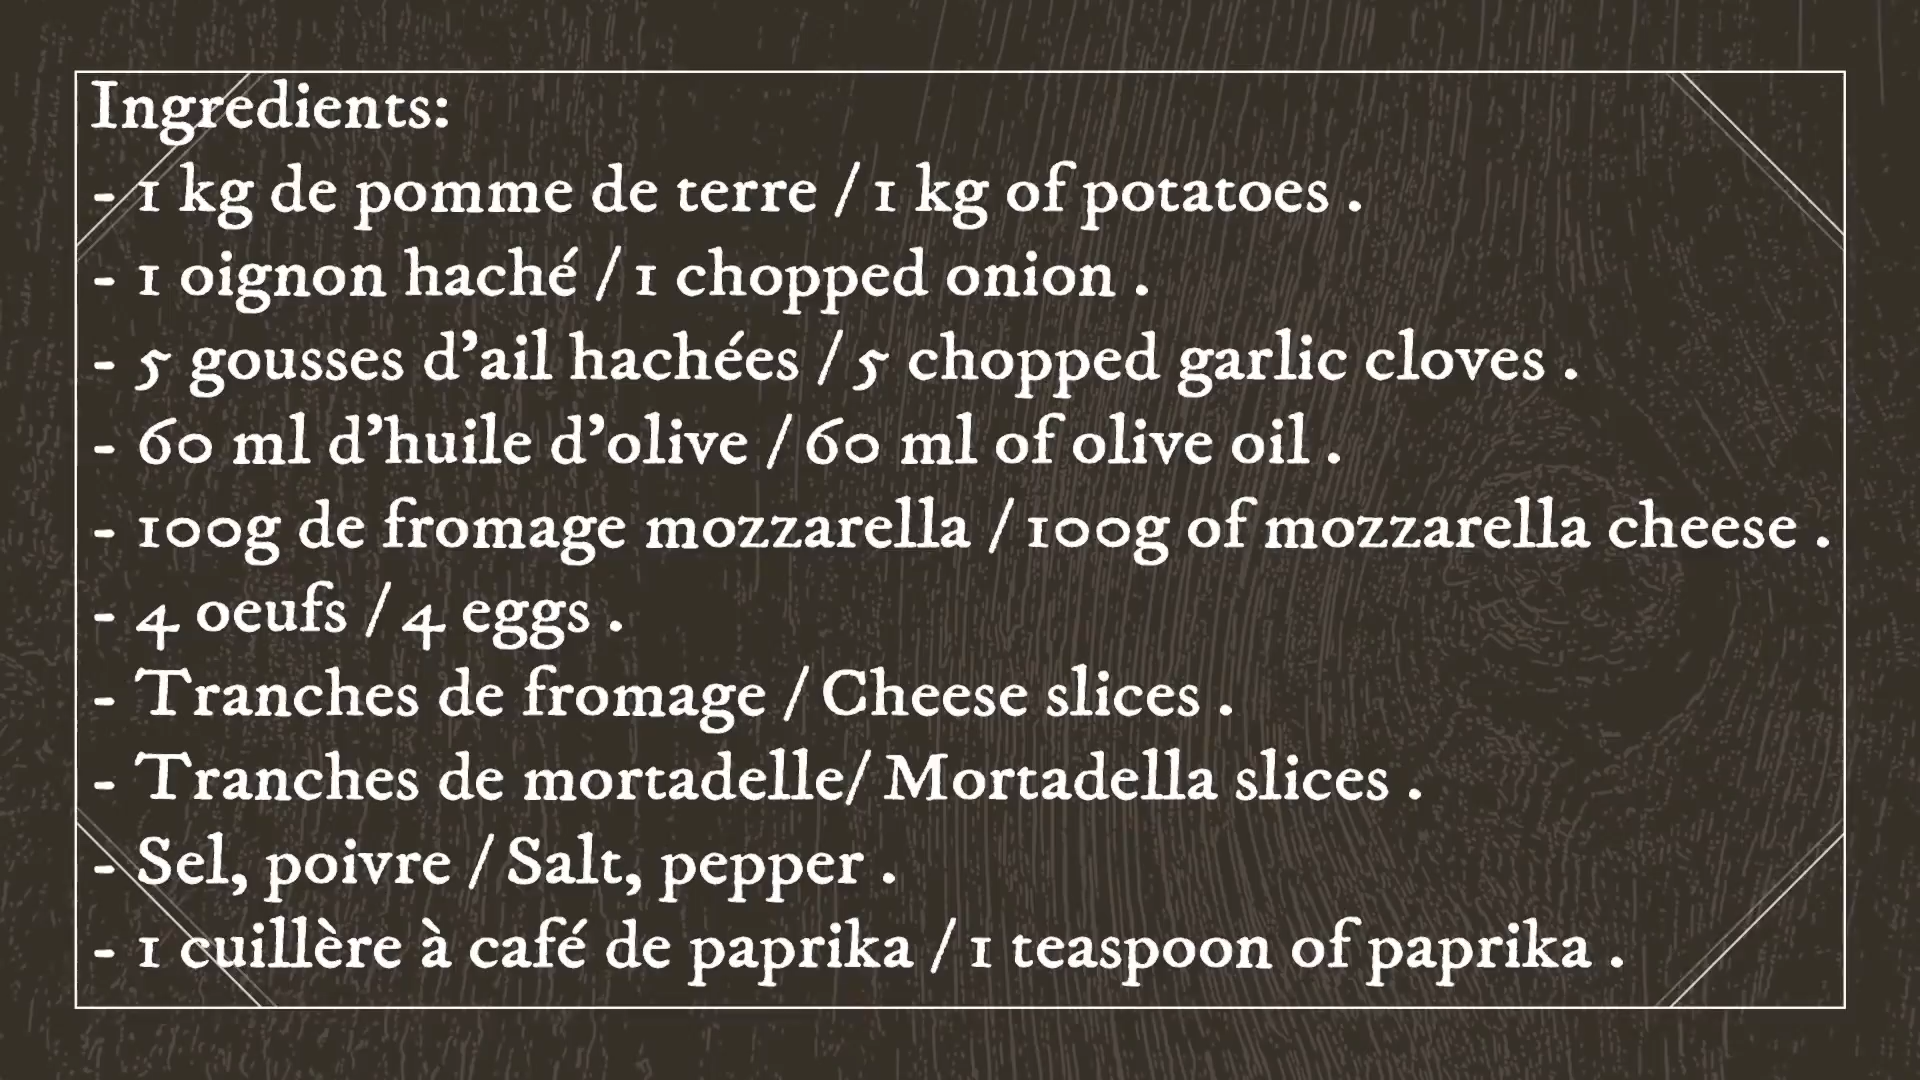 Ingredients:
- 1 kg de pomme de terre / 1 kg of potatoes .
- 1 oignon haché / 1 chopped onion .
- 5 gousses d’ail hachées / 5 chopped garlic cloves .
- 60 ml d’huile d’olive / 60 ml of olive oil .
- 100g de fromage mozzarella / 100g of mozzarella cheese .
- 4 oeufs / 4 eggs .
- Tranches de fromage / Cheese slices .
- Tranches de mortadelle/ Mortadella slices .
- Sel, poivre / Salt, pepper .
- 1 cuillère à café de paprika / 1 teaspoon of paprika .